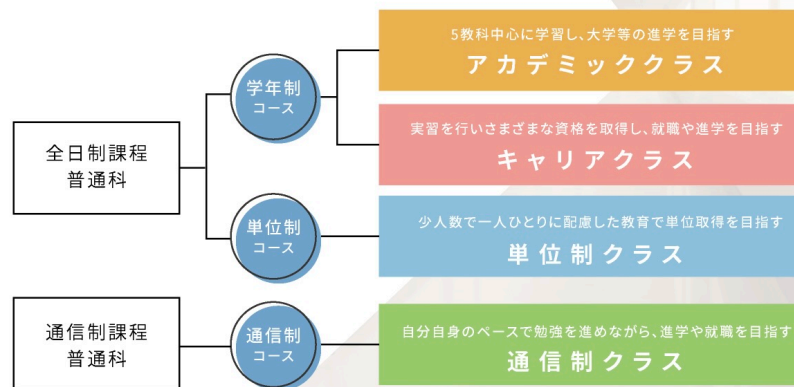 全日制課程
普通科
学年制
コース
5教科中心に学習し、大学等の進学を目指す
アカデミッククラス
実習を行いさまざまな資格を取得し、就職や進学を目指す
キャリアクラス
単位制
コース
少人数で一人ひとりに配慮した教育で単位取得を目指す
単位制クラス
通信制課程
普通科
通信制
コース
自分自身のペースで勉強を進めながら、進学や就職を目指す
通信制クラス